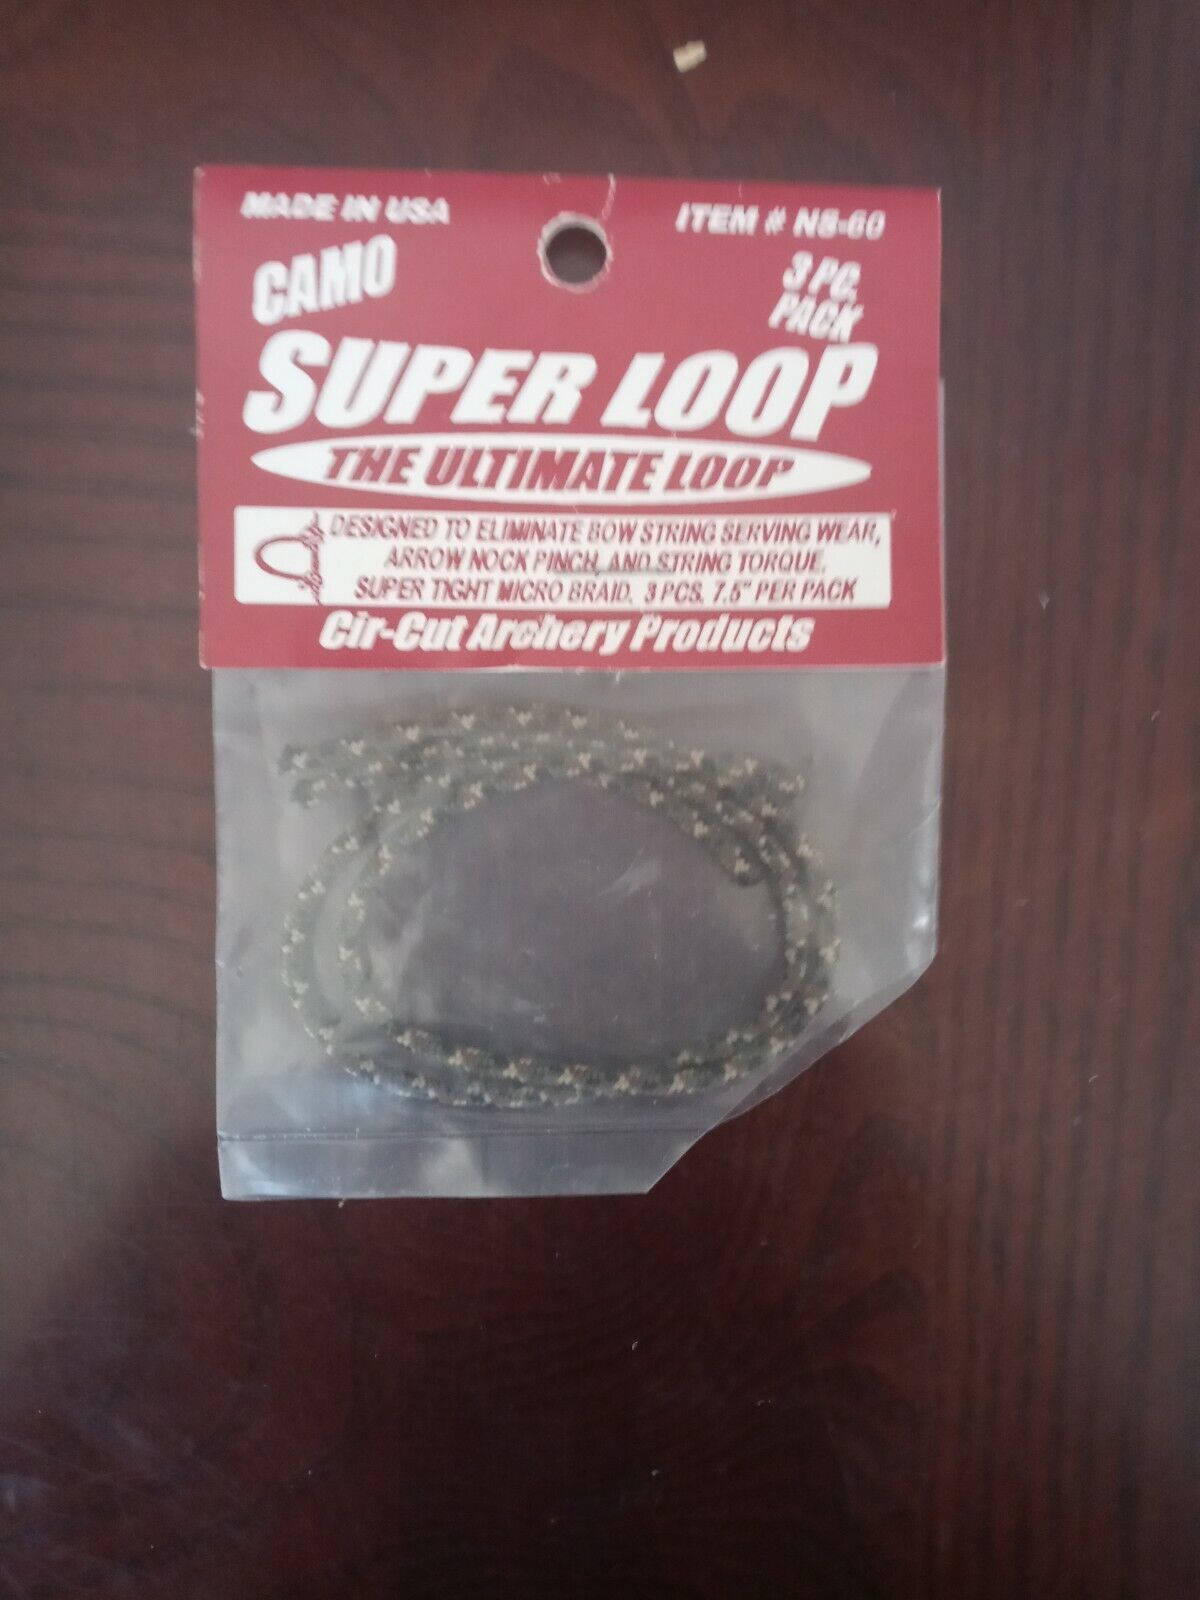 MADE IN USA
ITEM # NS-60
CAMO
3 PC.
PACK
SUPER LOOP
THE ULTIMATE LOOP
DESIGNED TO ELIMINATE BOW STRING SERVING WEAR,
ARROW NOCK PINCH, AND STRING TORQUE.
SUPER TIGHT MICRO BRAID. 3 PCS. 7.5" PER PACK
Cir-Cut Archery Products